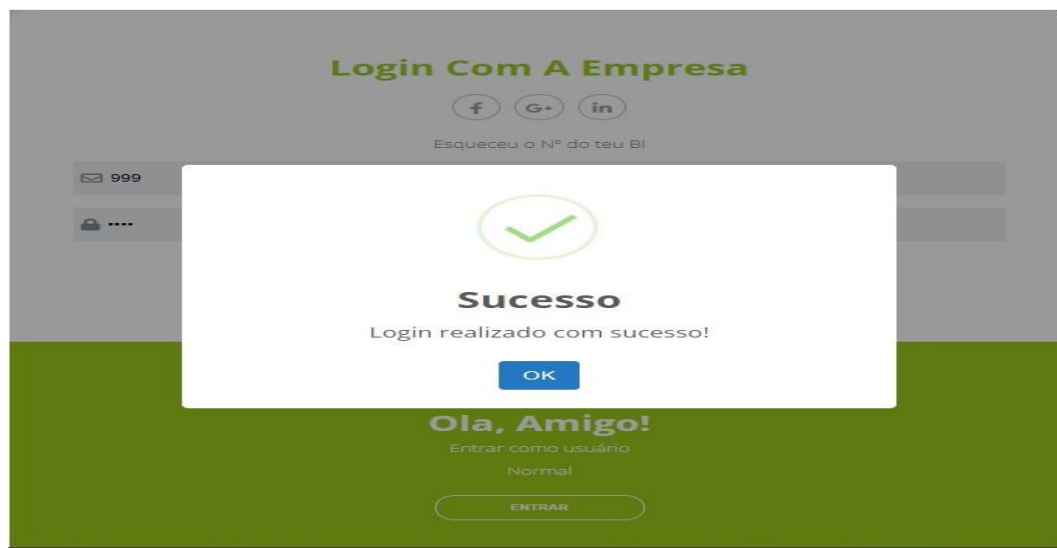 Login Com A Empresa
f G+ in
Esqueceu o Nº do teu BI
999
••••
Sucesso
Login realizado com sucesso!
OK
Ola, Amigo!
Entrar como usuário
Normal
ENTRAR